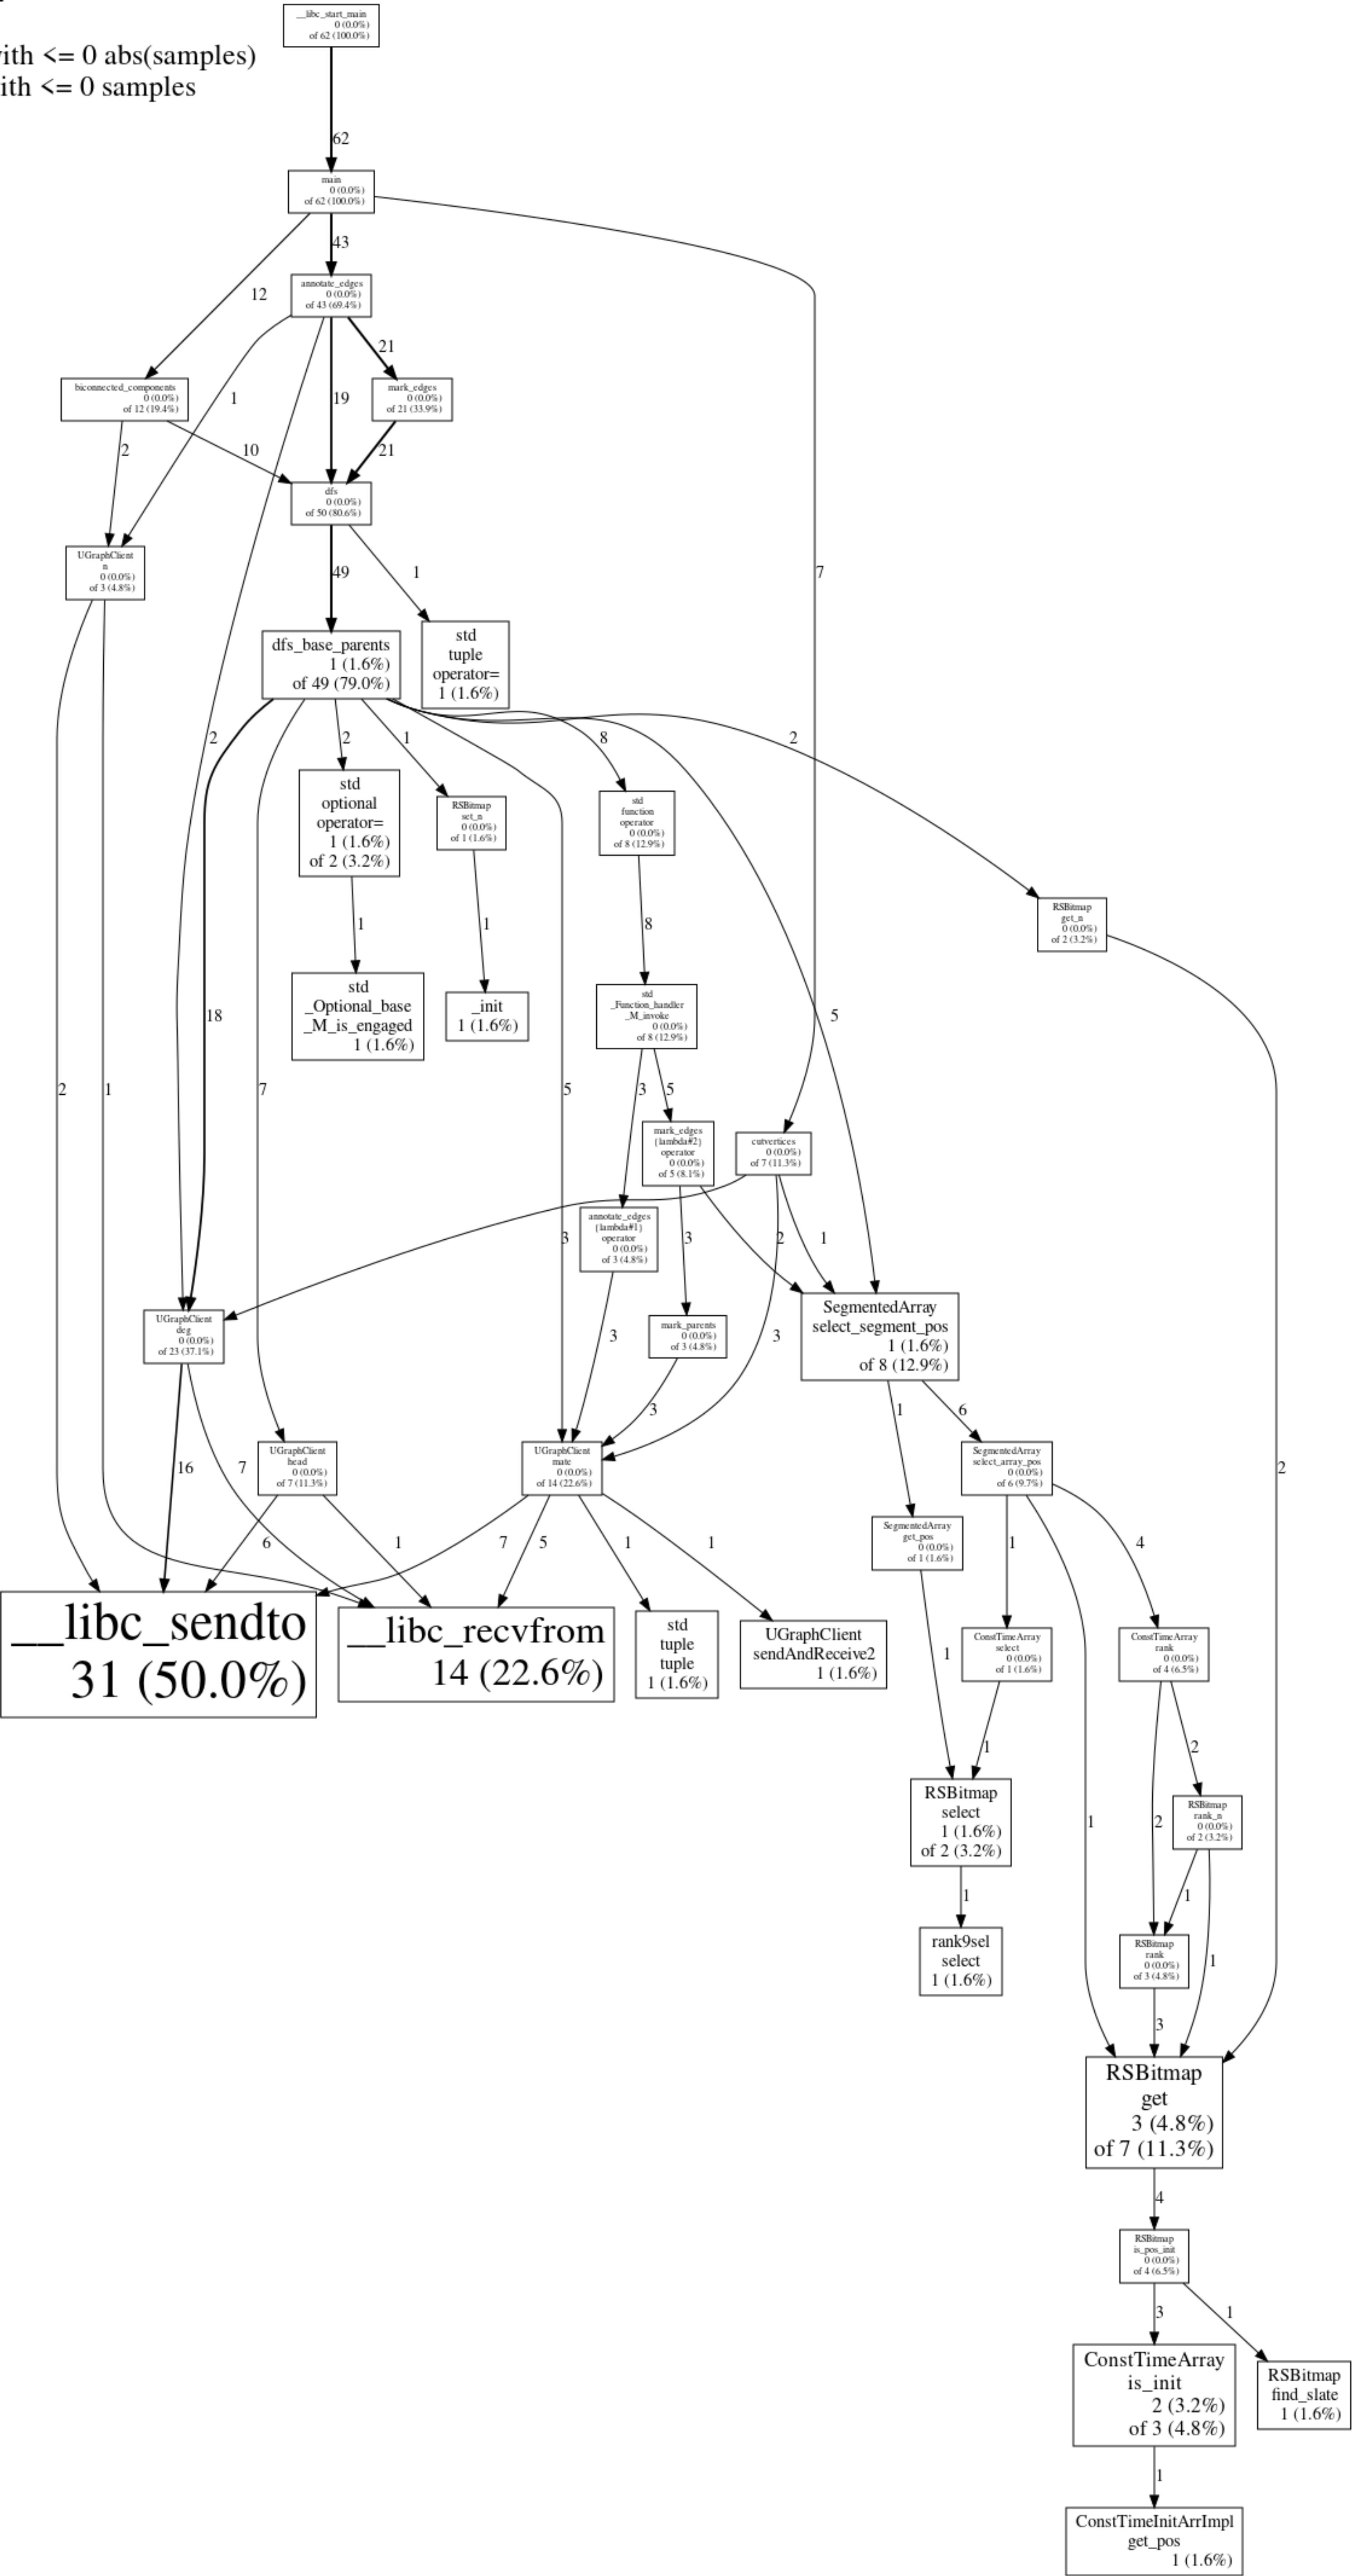 __libc_start_main
0 (0.0%)
of 62 (100.0%)
ith <= 0 abs(samples)
ith <= 0 samples
62
main
0 (0.0%)
of 62 (100.0%)
43
annotate_edges
0 (0.0%)
of 43 (69.4%)
12
21
biconnected_components
0 (0.0%)
of 12 (19.4%)
1
19
mark_edges
0 (0.0%)
of 21 (33.9%)
2
10
21
dfs
0 (0.0%)
of 50 (80.6%)
UGraphClient
n
0 (0.0%)
of 3 (4.8%)
49
1
7
dfs_base_parents
1 (1.6%)
of 49 (79.0%)
std
tuple
operator=
1 (1.6%)
2
2
1
8
2
std
optional
operator=
1 (1.6%)
of 2 (3.2%)
RSBitmap
set_n
0 (0.0%)
of 1 (1.6%)
std
function
operator
0 (0.0%)
of 8 (12.9%)
RSBitmap
get_n
0 (0.0%)
of 2 (3.2%)
1
1
8
std
_Optional_base
_M_is_engaged
1 (1.6%)
_init
1 (1.6%)
std
_Function_handler
_M_invoke
0 (0.0%)
of 8 (12.9%)
18
5
2
1
7
5
3
5
mark_edges
{lambda#2}
operator
0 (0.0%)
of 5 (8.1%)
cutvertices
0 (0.0%)
of 7 (11.3%)
annotate_edges
{lambda#1}
operator
0 (0.0%)
of 3 (4.8%)
3
3
2
1
UGraphClient
deg
0 (0.0%)
of 23 (37.1%)
3
mark_parents
0 (0.0%)
of 3 (4.8%)
3
SegmentedArray
select_segment_pos
1 (1.6%)
of 8 (12.9%)
3
1
6
16
7
UGraphClient
head
0 (0.0%)
of 7 (11.3%)
UGraphClient
mate
0 (0.0%)
of 14 (22.6%)
SegmentedArray
select_array_pos
0 (0.0%)
of 6 (9.7%)
2
SegmentedArray
get_pos
0 (0.0%)
of 1 (1.6%)
6
1
7
5
1
1
1
4
__libc_sendto
31 (50.0%)
__libc_recvfrom
14 (22.6%)
std
tuple
tuple
1 (1.6%)
UGraphClient
sendAndReceive2
1 (1.6%)
1
ConstTimeArray
select
0 (0.0%)
of 1 (1.6%)
ConstTimeArray
rank
0 (0.0%)
of 4 (6.5%)
1
2
RSBitmap
select
1 (1.6%)
of 2 (3.2%)
1
2
RSBitmap
rank_n
0 (0.0%)
of 2 (3.2%)
1
1
rank9sel
select
1 (1.6%)
RSBitmap
rank
0 (0.0%)
of 3 (4.8%)
1
3
RSBitmap
get
3 (4.8%)
of 7 (11.3%)
4
RSBitmap
is_pos_init
0 (0.0%)
of 4 (6.5%)
3
1
ConstTimeArray
is_init
2 (3.2%)
of 3 (4.8%)
RSBitmap
find_slate
1 (1.6%)
1
ConstTimeInitArrImpl
get_pos
1 (1.6%)